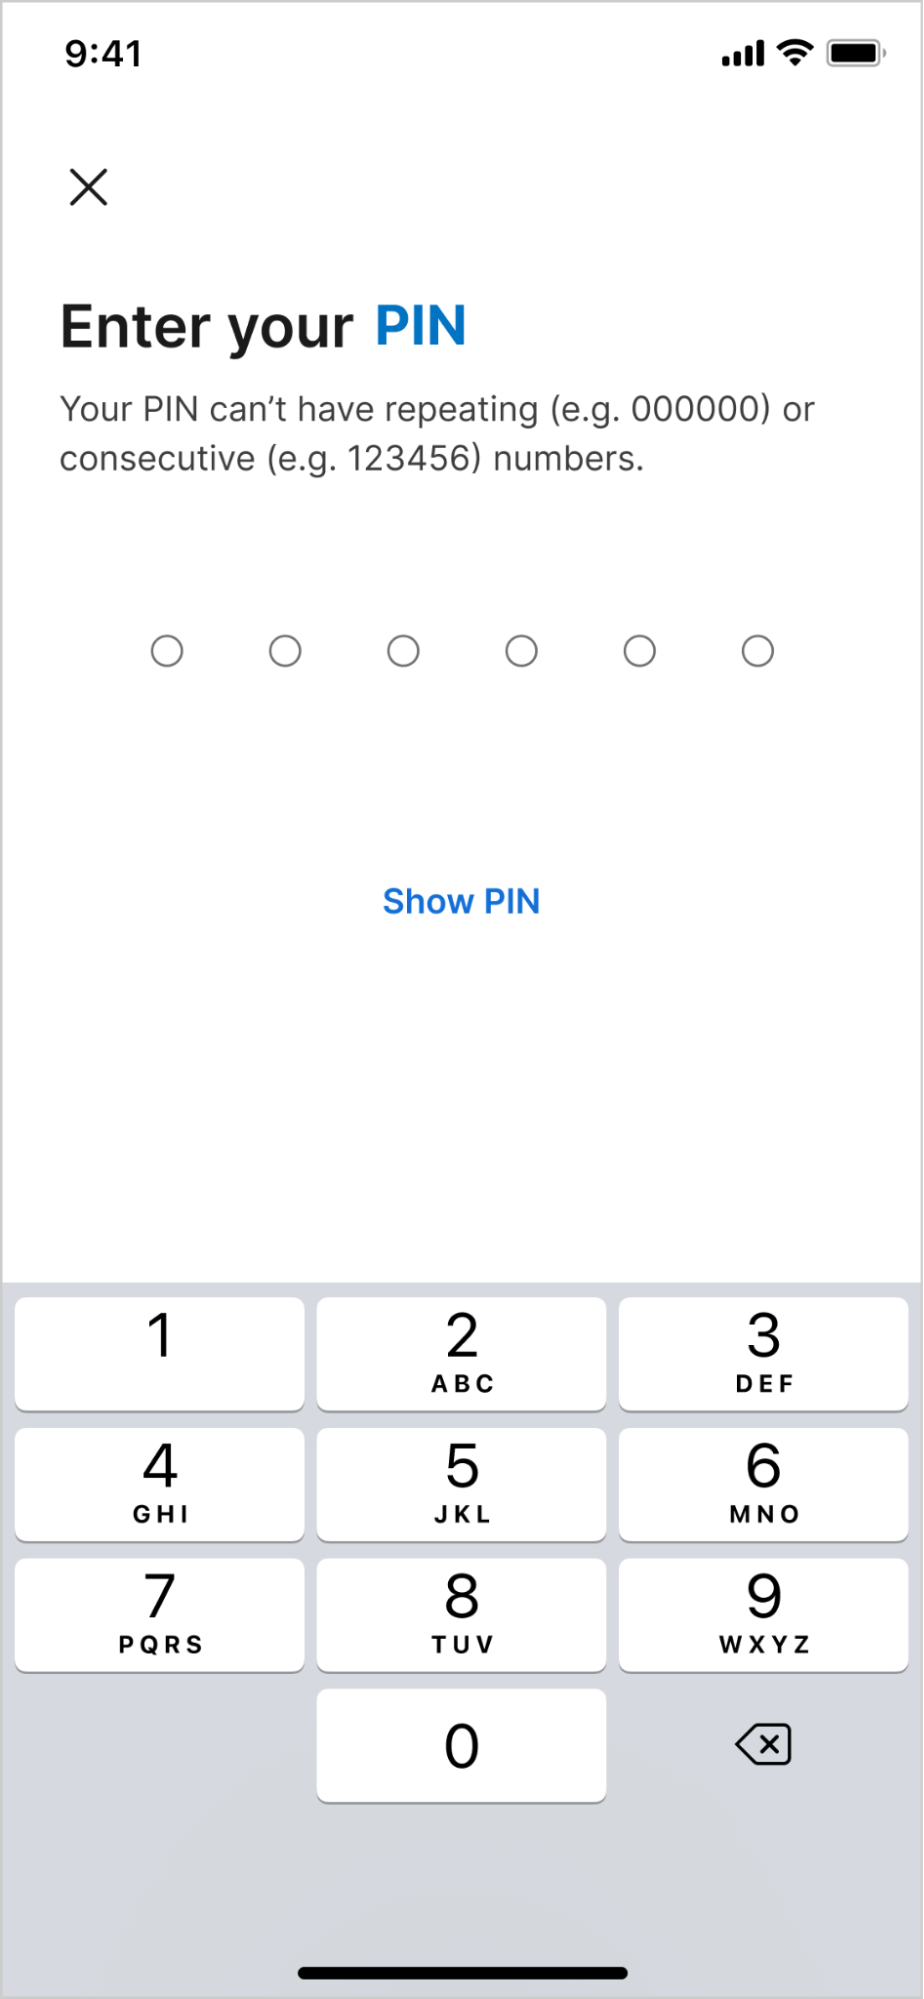 9:41
Enter your PIN
Your PIN can’t have repeating (e.g. 000000) or
consecutive (e.g. 123456) numbers.
Show PIN
1 2 3
ABC DEF
4 5 6
GHI JKL MNO
7 8 9
PQRS TUV WXYZ
0